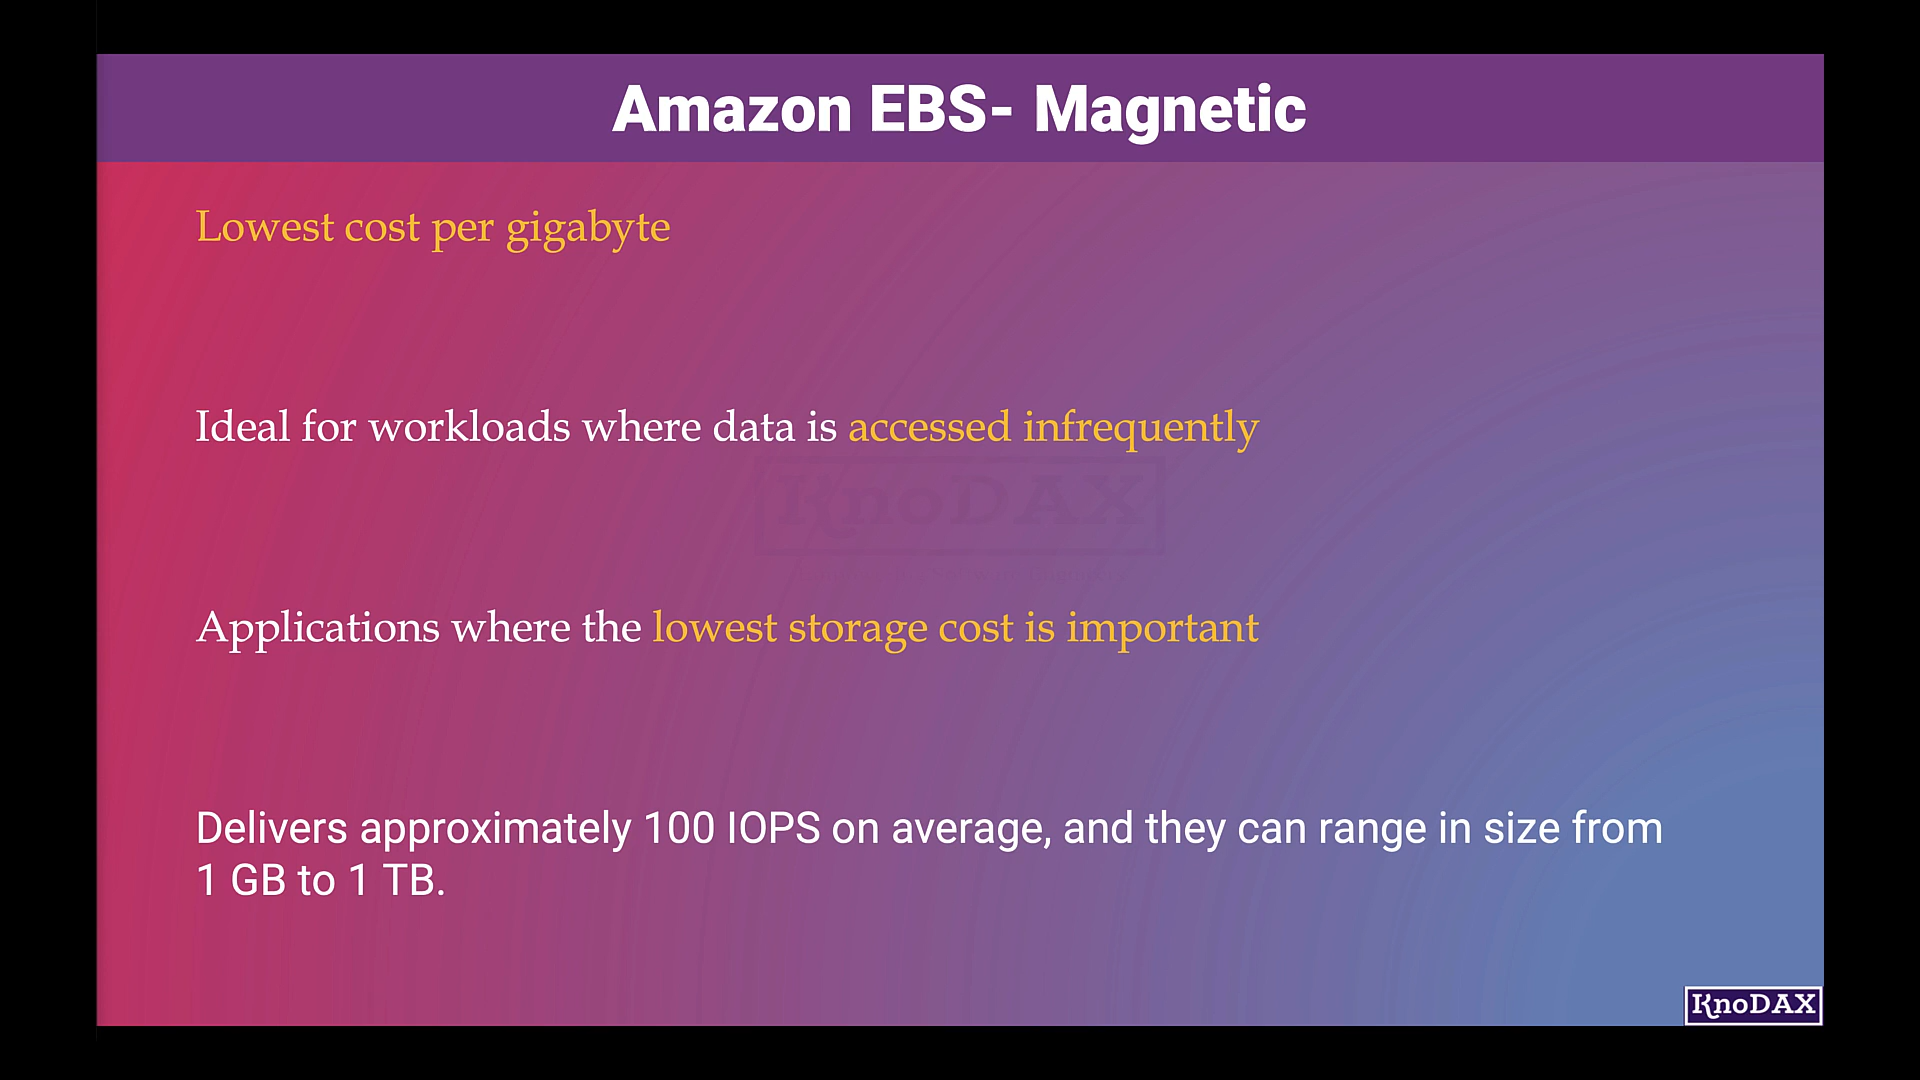 Amazon EBS- Magnetic
Lowest cost per gigabyte
Ideal for workloads where data is accessed infrequently
KnoDAX
Applications where the lowest storage cost is important
Delivers approximately 100 IOPS on average, and they can range in size from
1 GB to 1 TB.
KnoDAX